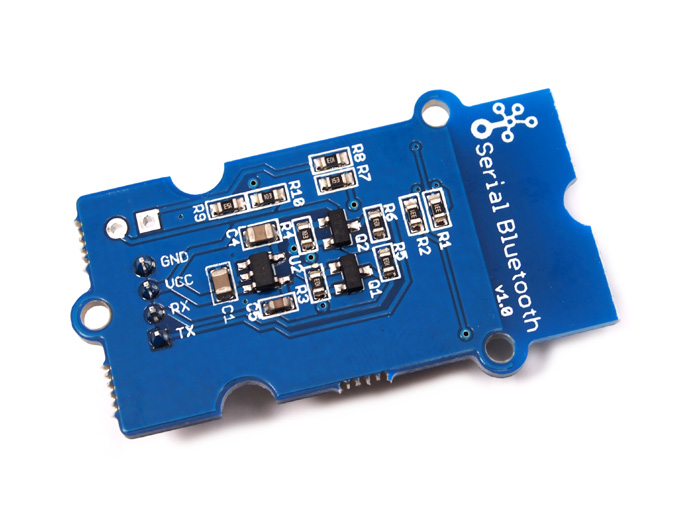 Serial Bluetooth
v1.0
R8
R7
R10
R9
R6
R4
C4
Q2
R5
R2
R1
GND
VCC
RX
TX
U2
R3
Q1
C1
C5